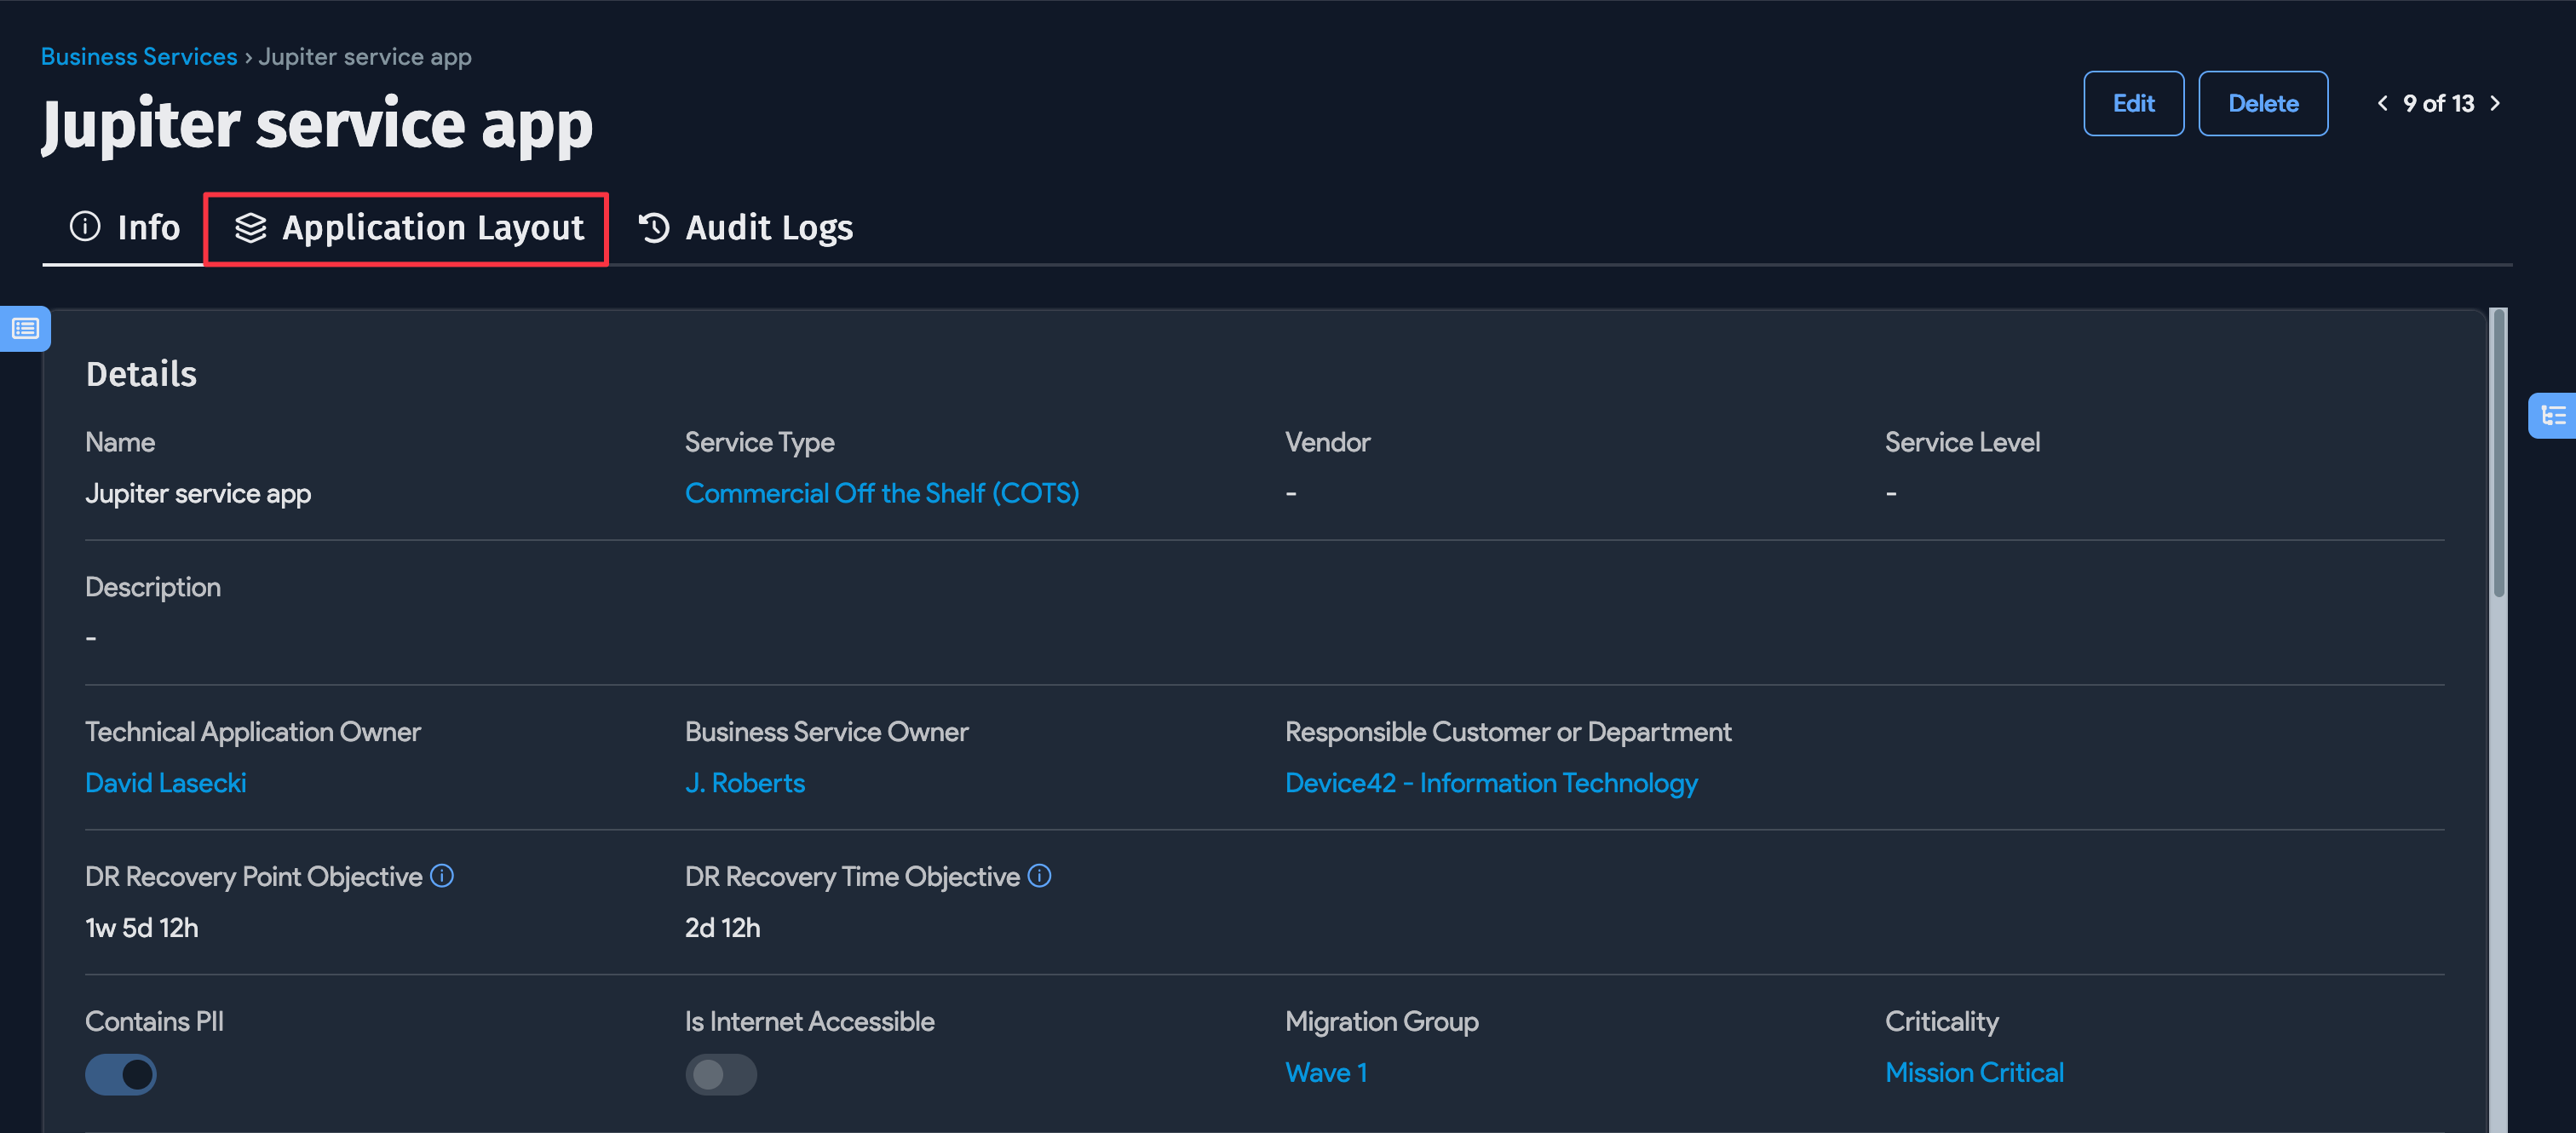 Business Services › Jupiter service app
Jupiter service app
Edit Delete < 9 of 13 >
Info Application Layout Audit Logs
Details
Name Service Type Vendor Service Level
Jupiter service app Commercial Off the Shelf (COTS) - -
Description
-
Technical Application Owner Business Service Owner Responsible Customer or Department
David Lasecki J. Roberts Device42 - Information Technology
DR Recovery Point Objective DR Recovery Time Objective
1w 5d 12h 2d 12h
Contains PII Is Internet Accessible Migration Group Criticality
Wave 1 Mission Critical